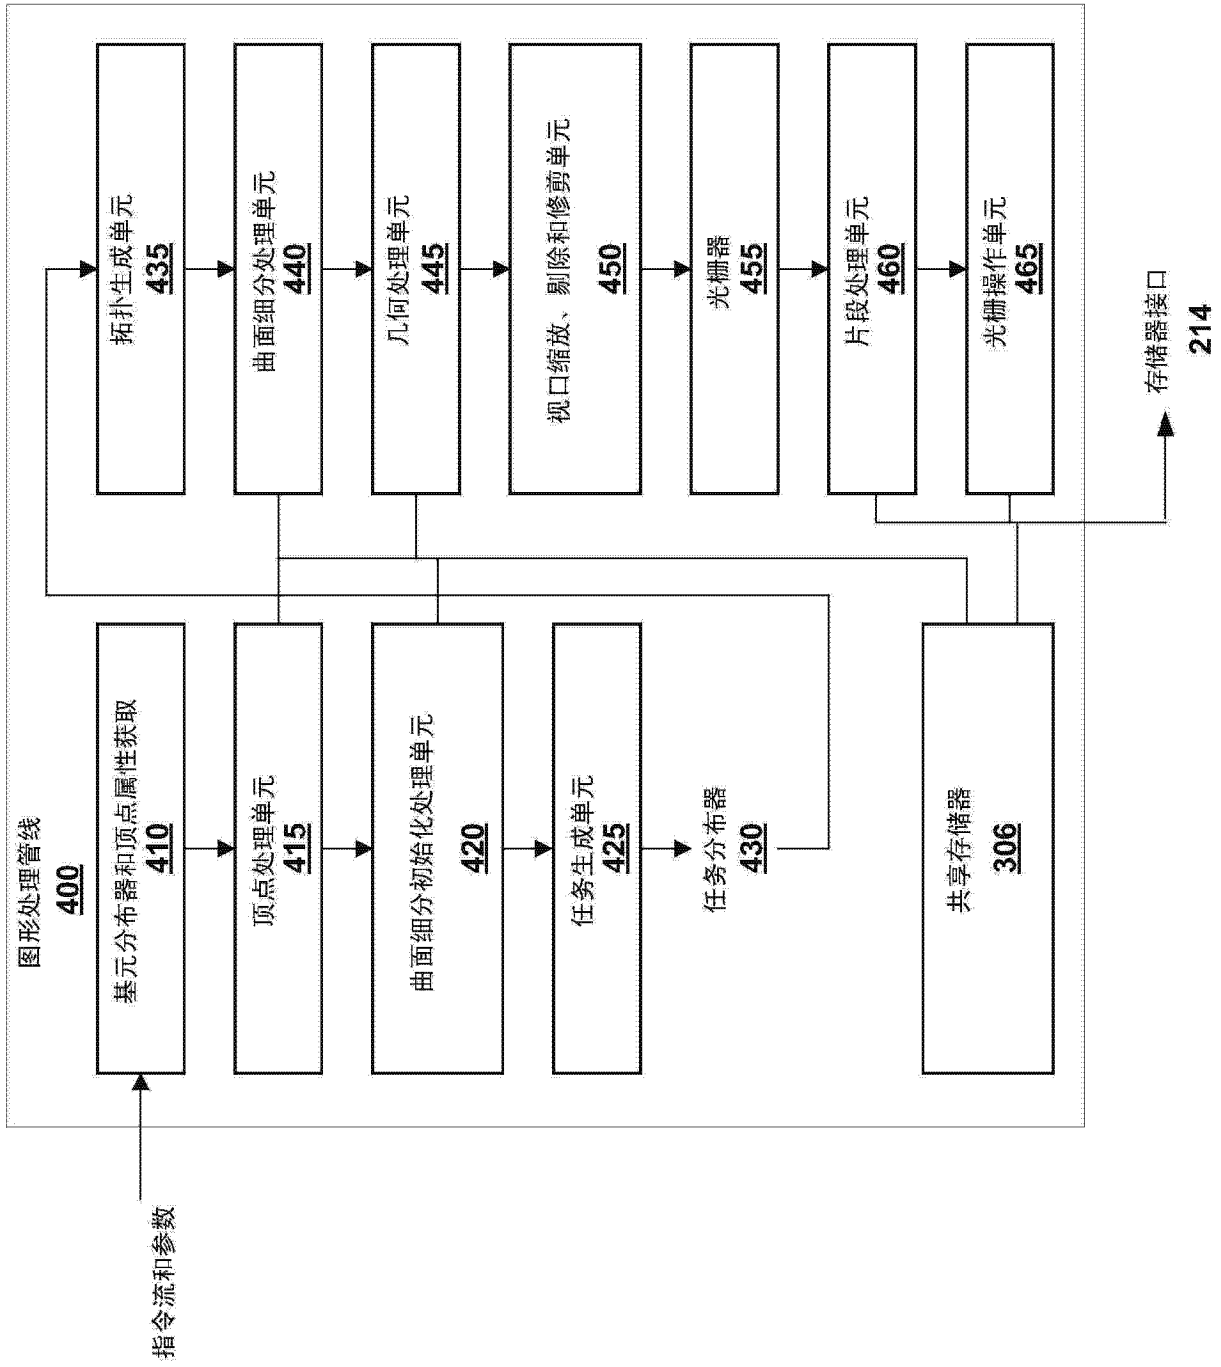 图形处理管线
400
指令流和参数
基元分布器和顶点属性获取
410
顶点处理单元
415
曲面细分初始化处理单元
420
任务生成单元
425
任务分布器
430
共享存储器
306
拓扑生成单元
435
曲面细分处理单元
440
几何处理单元
445
视口缩放、剔除和修剪单元
450
光栅器
455
片段处理单元
460
光栅操作单元
465
存储器接口
214